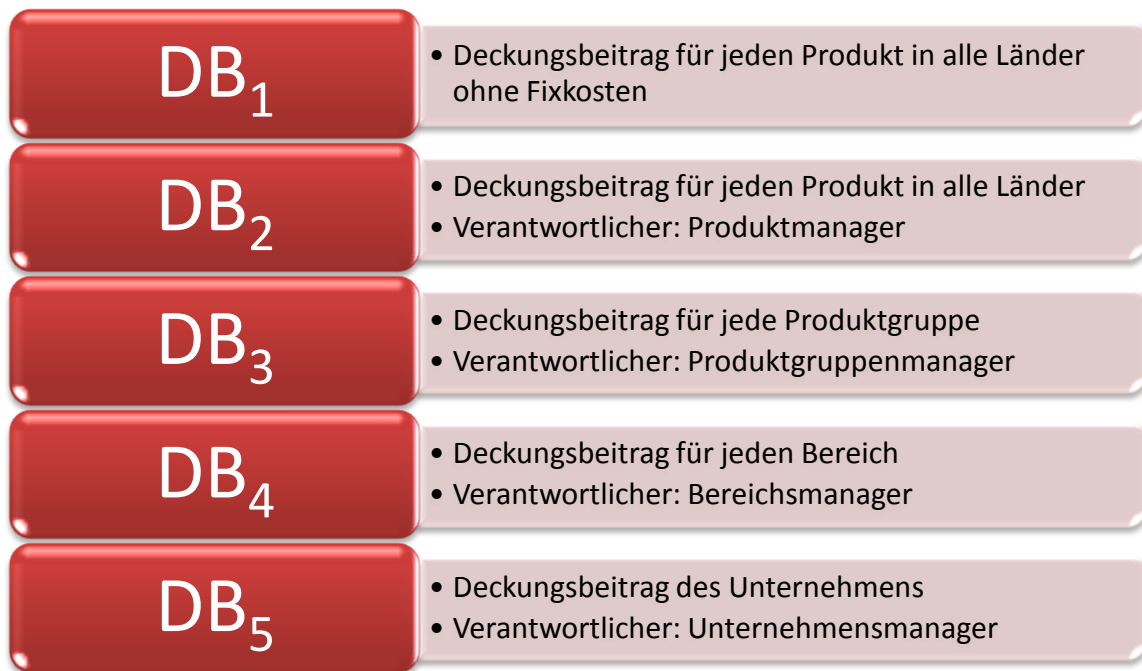 DB₁
• Deckungsbeitrag für jeden Produkt in alle Länder
ohne Fixkosten
DB₂
• Deckungsbeitrag für jeden Produkt in alle Länder
• Verantwortlicher: Produktmanager
DB₃
• Deckungsbeitrag für jede Produktgruppe
• Verantwortlicher: Produktgruppenmanager
DB₄
• Deckungsbeitrag für jeden Bereich
• Verantwortlicher: Bereichsmanager
DB₅
• Deckungsbeitrag des Unternehmens
• Verantwortlicher: Unternehmensmanager